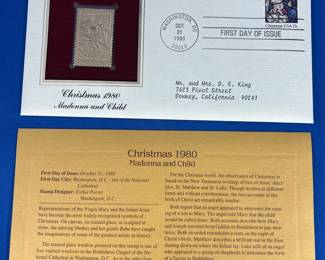 WASHINGTON, DC
OCT
31
1980
20013
FIRST DAY OF ISSUE
Christmas USA 15c
Christmas 1980
Madonna and Child
Mr. and Mrs. D. E. King
7613 Pivot Street
Downey, California 90241
Christmas 1980
Madonna and Child
First Day of Issue: October 31, 1980
First Day City: Washington, D.C., site of the National
Cathedral
Stamp Designer: Esther Porter
Washington, D.C.
Representations of the Virgin Mary and the Infant Jesus
have become the most widely recognized symbols of
Christmas. On canvas, on stained glass, or sculpted in
stone, the adoring Mother and her gentle Babe have caught
the imaginations of some of the greatest artists in history.
The stained glass window pictured on this stamp is one of
five vaulted windows in the Bethlehem Chapel of the Na-
tional Cathedral in Washington, D.C.
For the Christian world, the observance of Christmas is
based on the New Testament writings of two of Jesus' disci-
ples, St. Matthew and St. Luke. Though written at different
times and without corroboration, the two accounts of the
birth of Christ are remarkably similar.
Both report that an angel appeared to announce the com-
ing of a son to Mary. The angel told Mary that the child
is to be named Jesus. Both accounts describe how Mary
and Joseph traveled from Galilee to Bethlehem in Judea.
Both recorded remarkable events on the night of
Christ's birth. Matthew describes a brilliant star in the East,
shining down on where the infant lay. Luke tells of an angel
who appeared to a group of shepherds to announce the birth